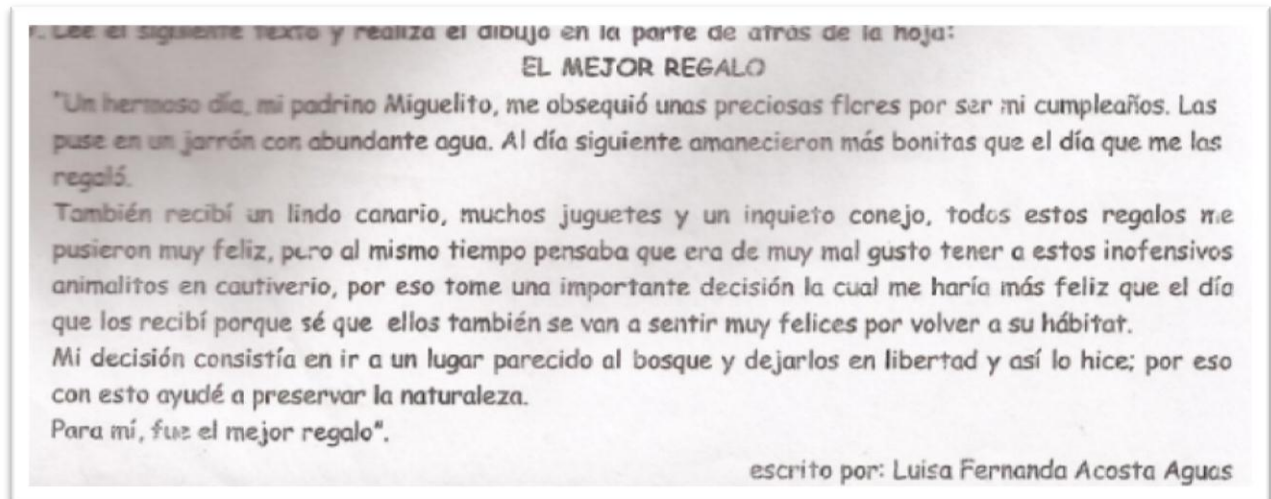 . Lee el siguiente texto y realiza el dibujo en la parte de atrás de la hoja:
EL MEJOR REGALO
"Un hermoso día, mi padrino Miguelito, me obsequió unas preciosas flores por ser mi cumpleaños. Las
puse en un jarrón con abundante agua. Al día siguiente amanecieron más bonitas que el día que me las
regaló.
También recibí un lindo canario, muchos juguetes y un inquieto conejo, todos estos regalos me
pusieron muy feliz, pero al mismo tiempo pensaba que era de muy mal gusto tener a estos inofensivos
animalitos en cautiverio, por eso tome una importante decisión la cual me haría más feliz que el día
que los recibí porque sé que ellos también se van a sentir muy felices por volver a su hábitat.
Mi decisión consistía en ir a un lugar parecido al bosque y dejarlos en libertad y así lo hice; por eso
con esto ayudé a preservar la naturaleza.
Para mí, fue el mejor regalo".
escrito por: Luisa Fernanda Acosta Aguas